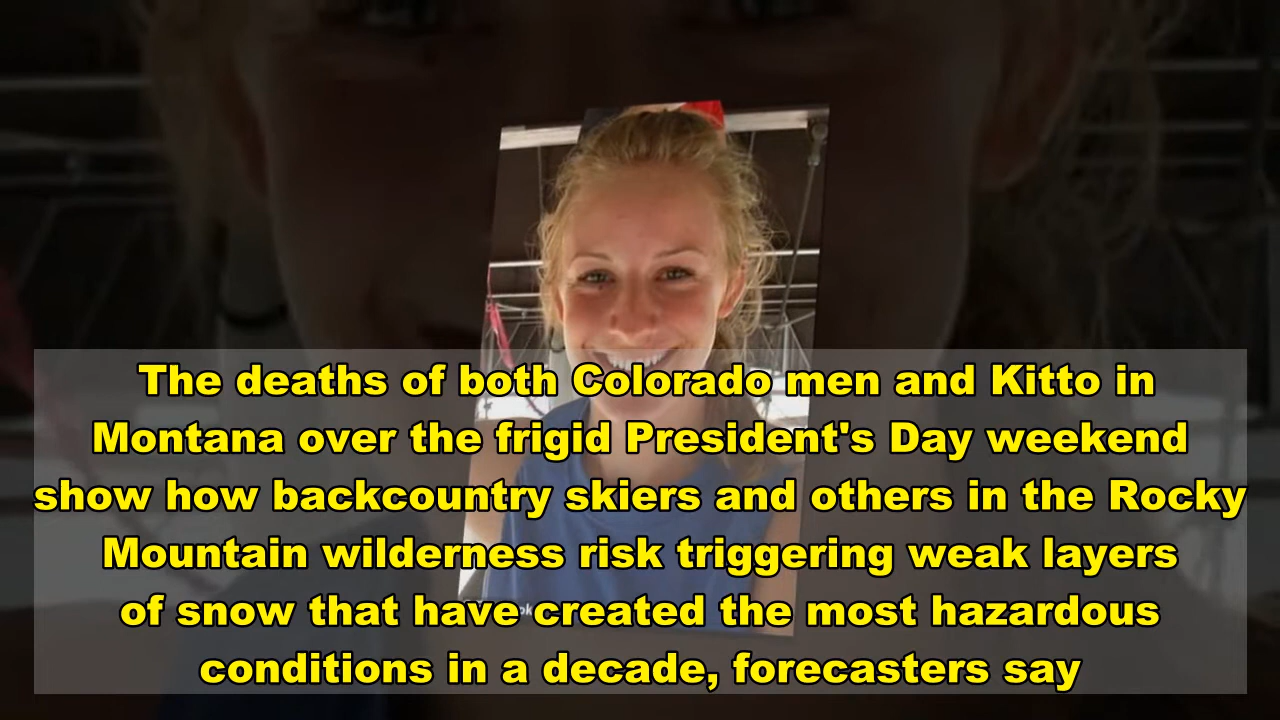 The deaths of both Colorado men and Kitto in
Montana over the frigid President's Day weekend
show how backcountry skiers and others in the Rocky
Mountain wilderness risk triggering weak layers
of snow that have created the most hazardous
conditions in a decade, forecasters say